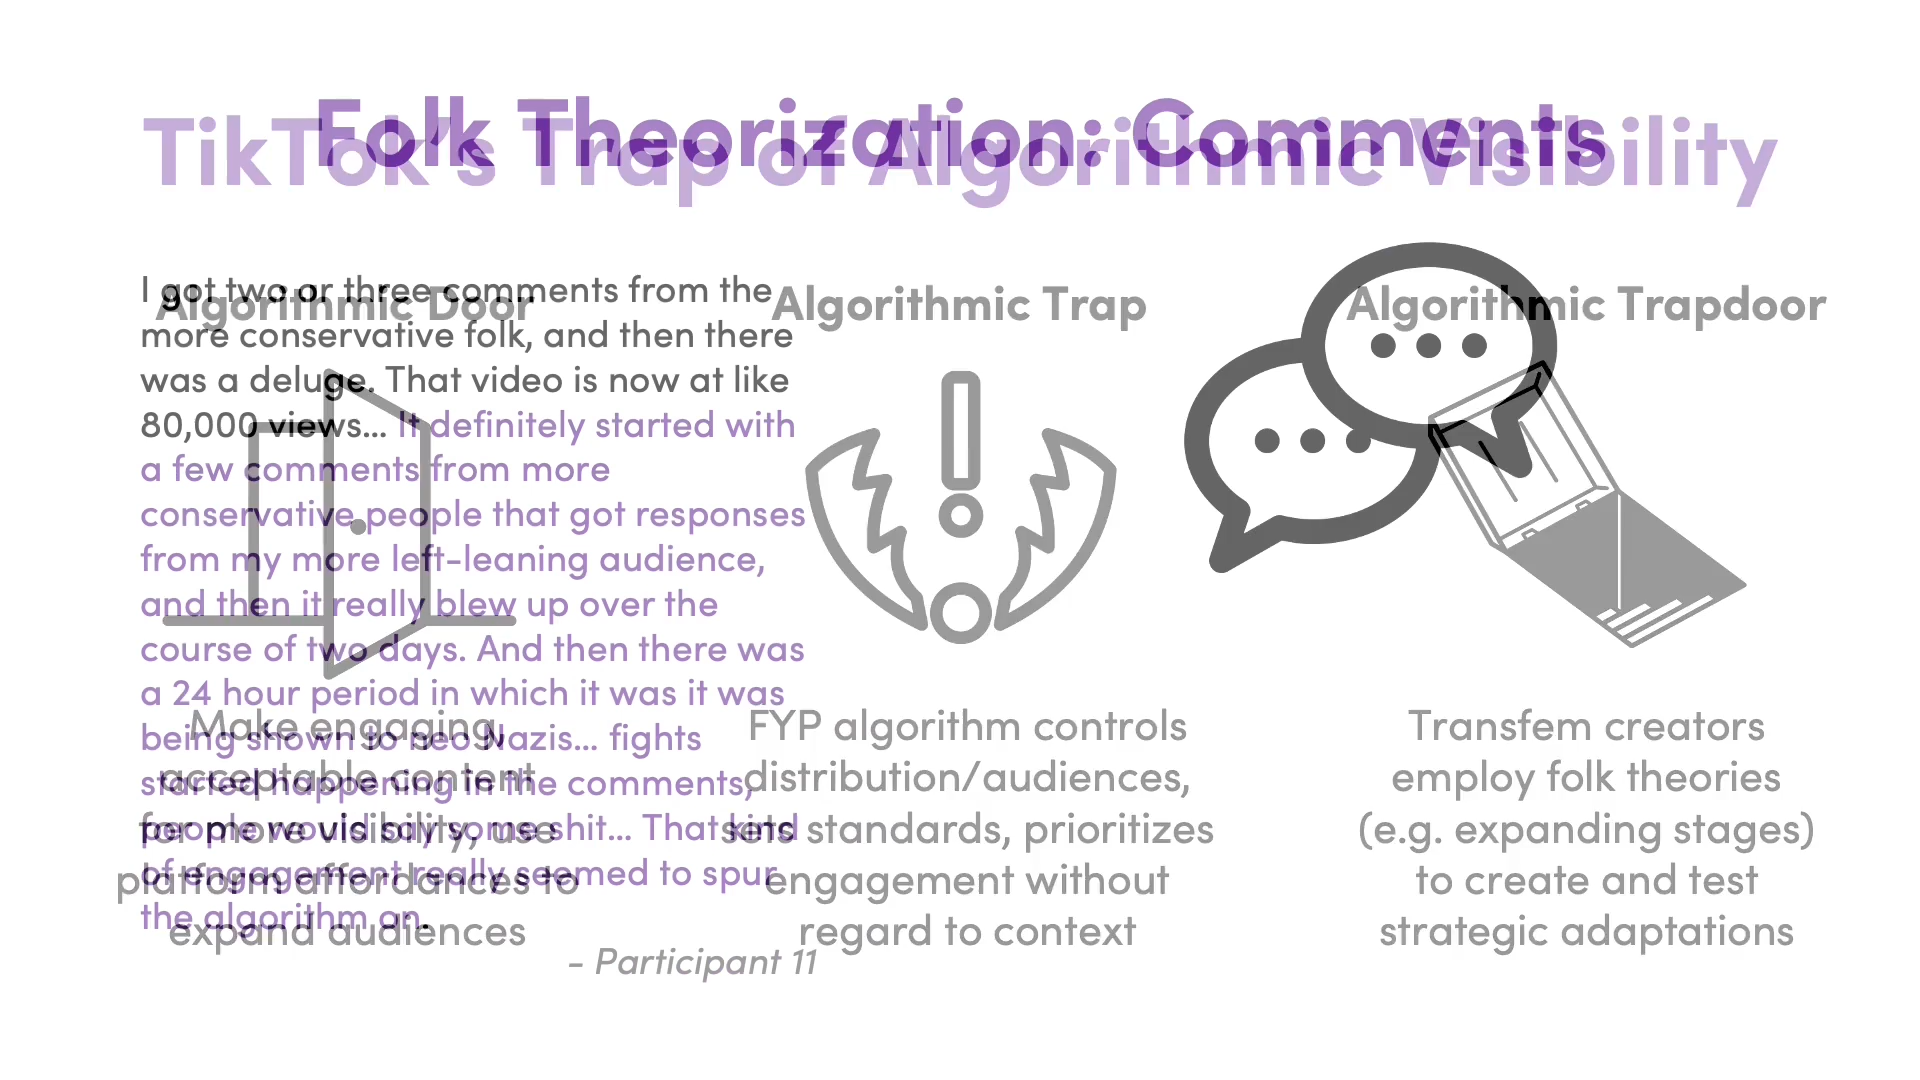 Folk Theorization: Comments
TikTok's Trap of Algorithmic Visibility
I got two or three comments from the
more conservative folk, and then there
was a deluge. That video is now at like
80,000 views... It definitely started with
a few comments from more
conservative people that got responses
from my more left-leaning audience,
and then it really blew up over the
course of two days. And then there was
a 24 hour period in which it was it was
being shown to neo Nazis... fights
started happening in the comments,
people would say some shit... That kind
of engagement really seemed to spur
the algorithm on.
- Participant 11
Algorithmic Door
Make engaging,
acceptable content
for more visibility, use
platform affordances to
expand audiences
Algorithmic Trap
FYP algorithm controls
distribution/audiences,
sets standards, prioritizes
engagement without
regard to context
Algorithmic Trapdoor
Transfem creators
employ folk theories
(e.g. expanding stages)
to create and test
strategic adaptations